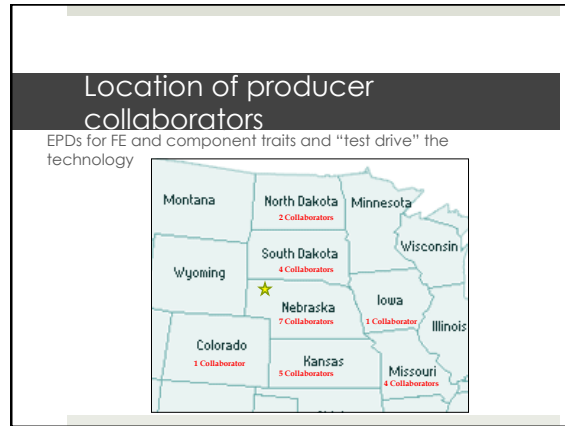 Location of producer
collaborators
EPDs for FE and component traits and “test drive” the
technology
Montana
North Dakota
2 Collaborators
Minnesota
South Dakota
4 Collaborators
Wisconsin
Wyoming
Nebraska
7 Collaborators
Iowa
1 Collaborator
Illinois
Colorado
1 Collaborator
Kansas
5 Collaborators
Missouri
4 Collaborators